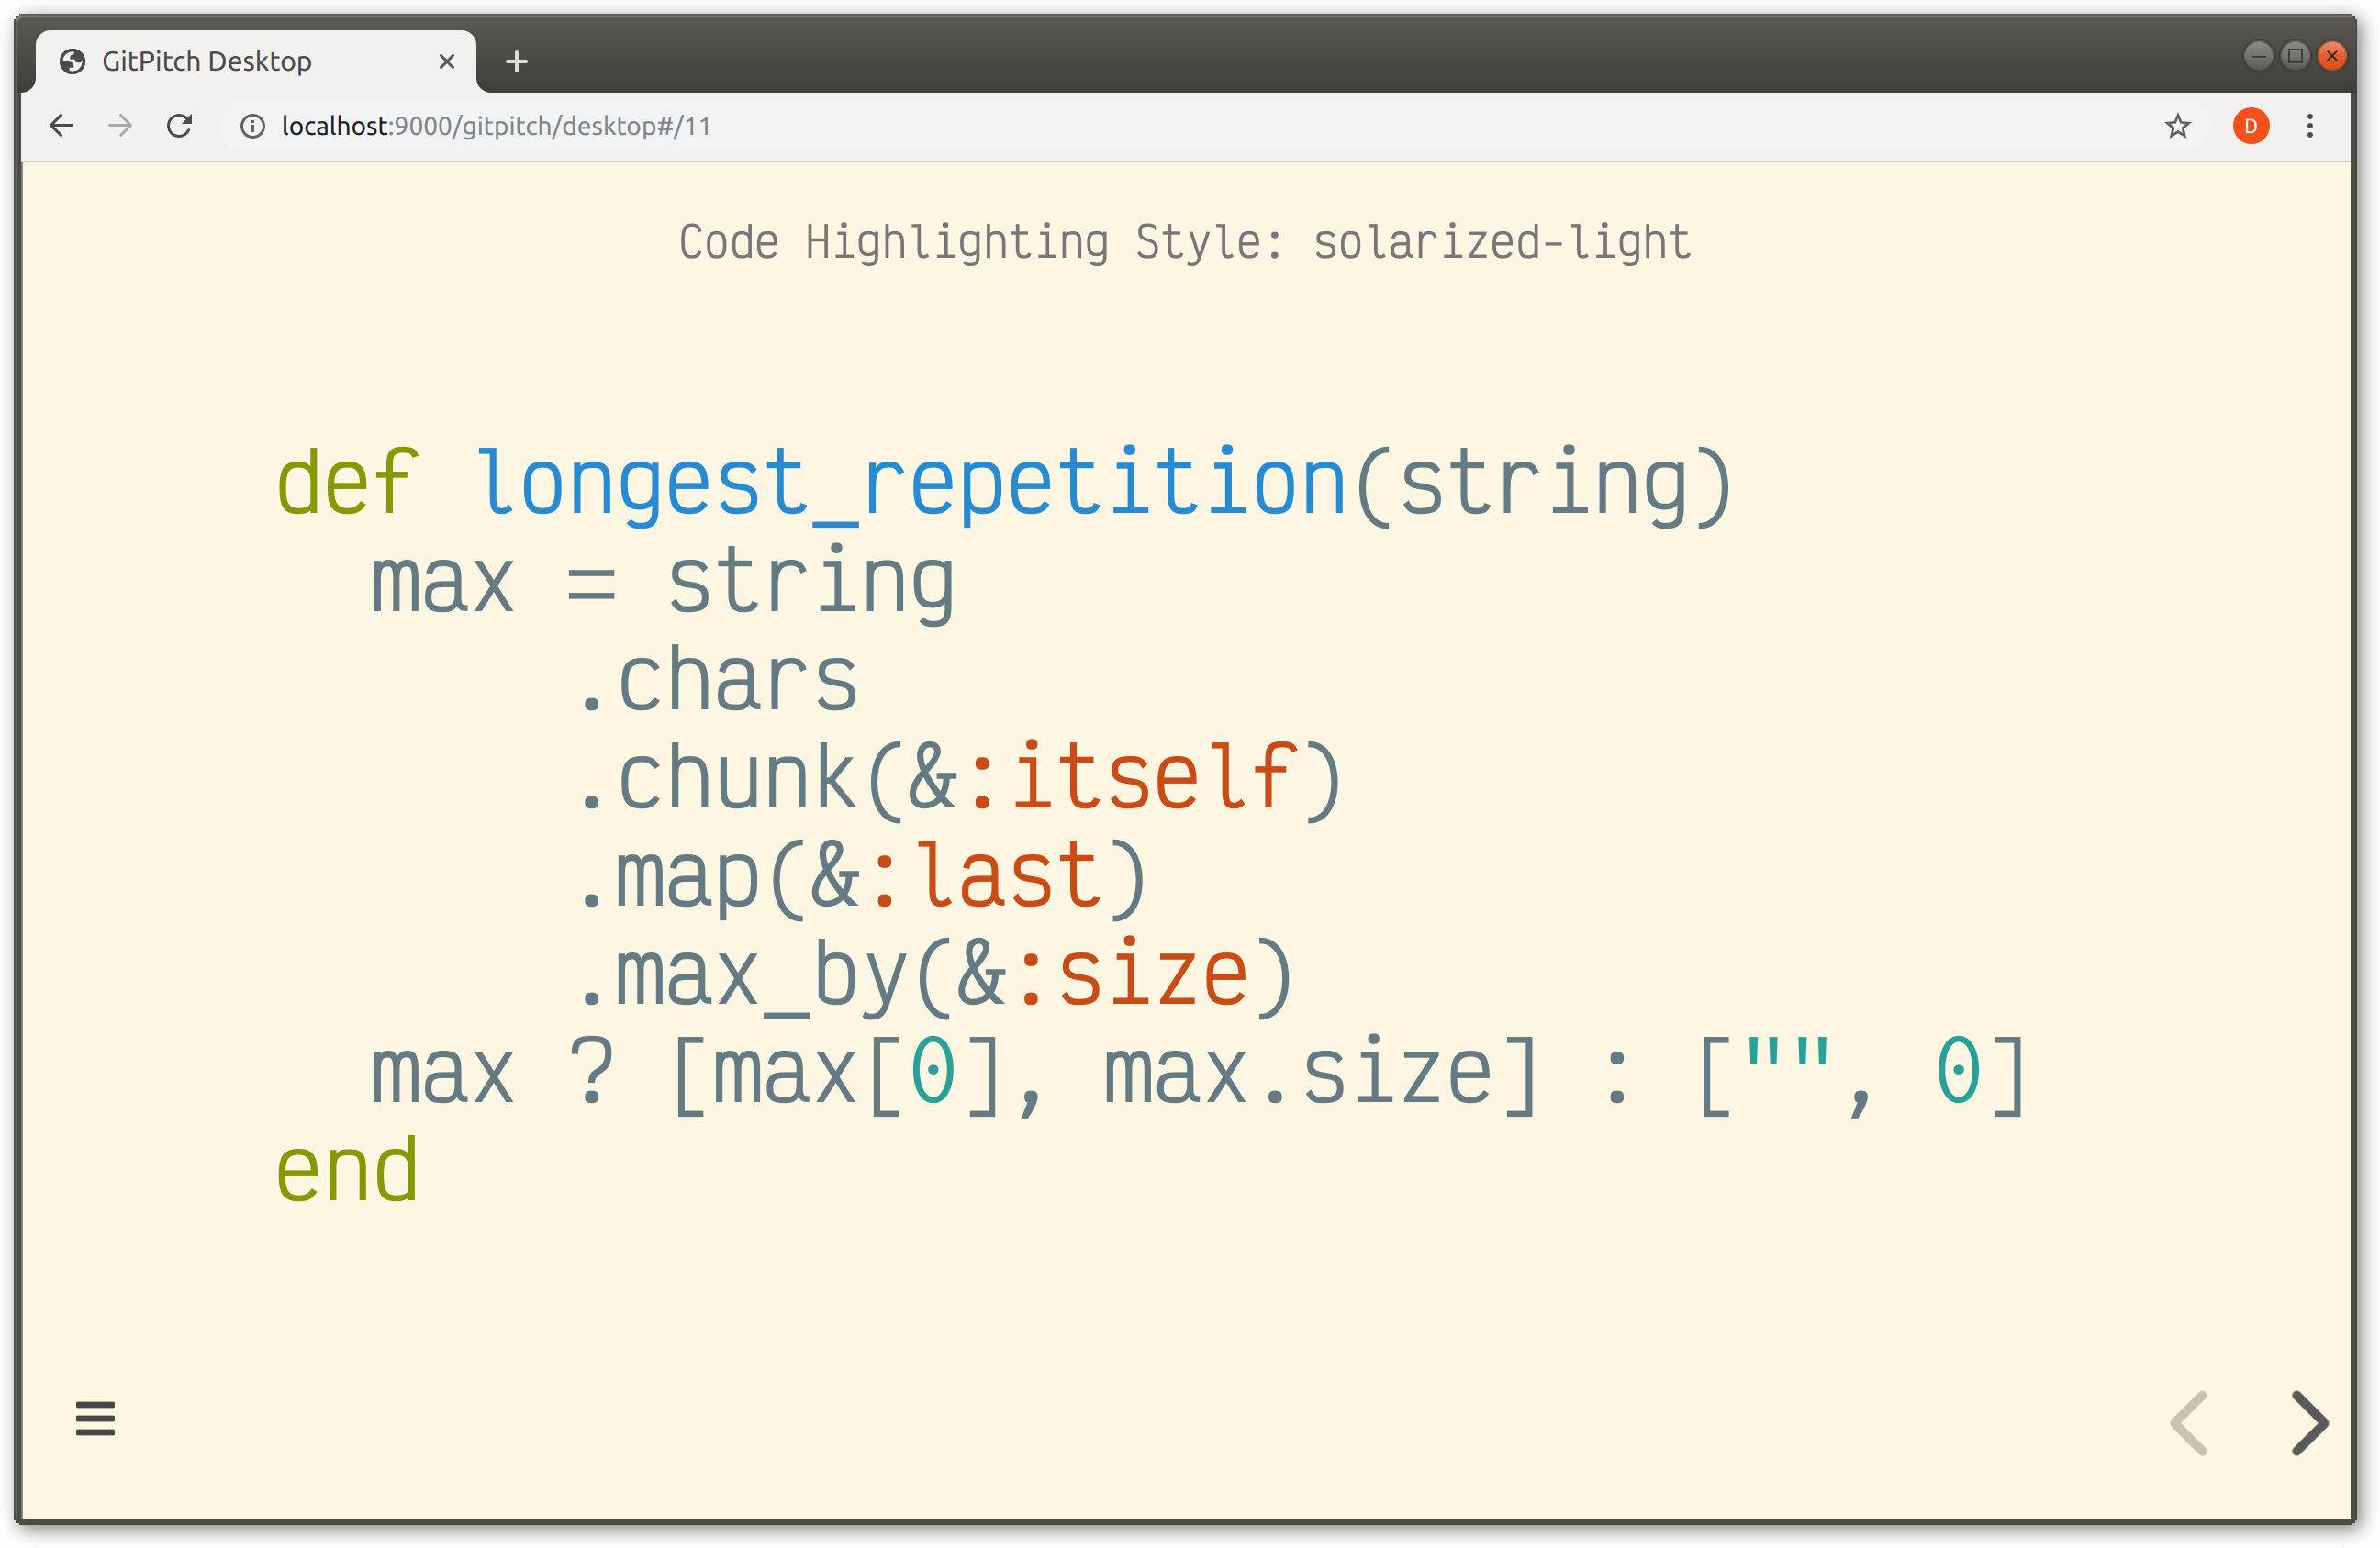 GitPitch Desktop
localhost:9000/gitpitch/desktop#/11
D
Code Highlighting Style: solarized-light
def longest_repetition(string)
  max = string
      .chars
      .chunk(&:itself)
      .map(&:last)
      .max_by(&:size)
  max ? [max[0], max.size] : ["", 0]
end